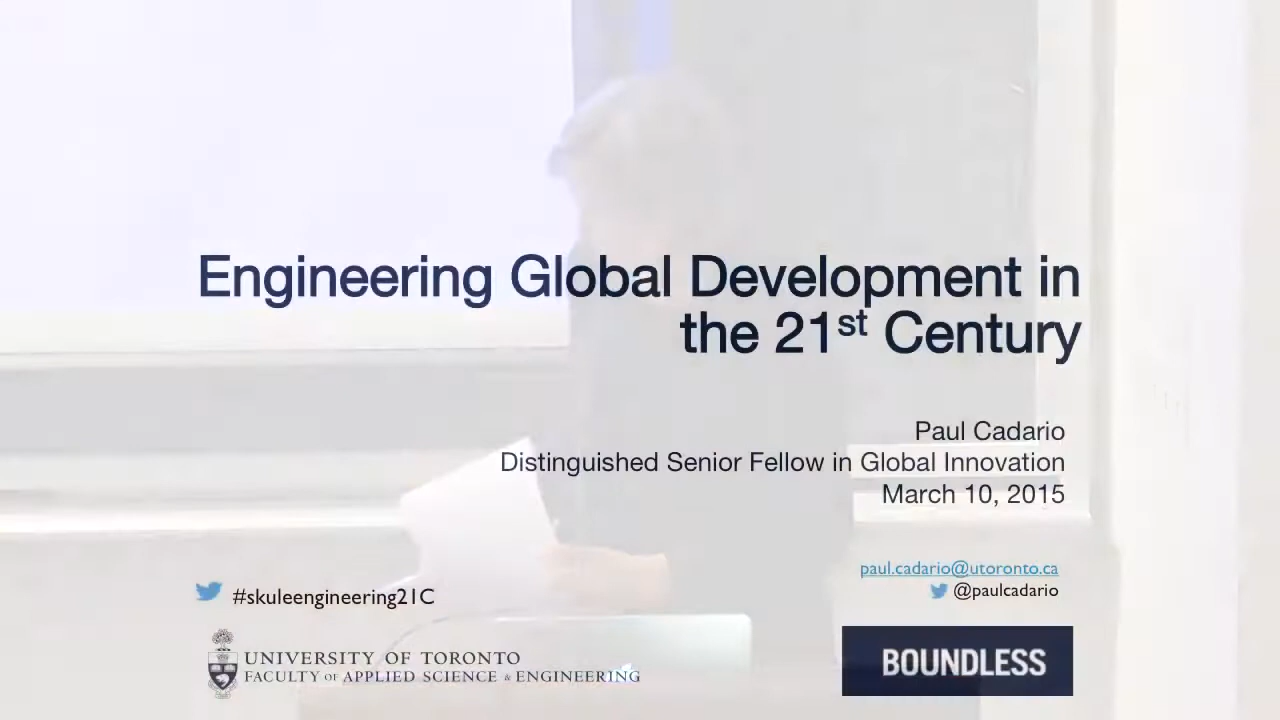 Engineering Global Development in
the 21st Century
Paul Cadario
Distinguished Senior Fellow in Global Innovation
March 10, 2015
paul.cadario@utoronto.ca
@paulcadario
#skuleengineering21C
UNIVERSITY OF TORONTO
FACULTY OF APPLIED SCIENCE & ENGINEERING
BOUNDLESS